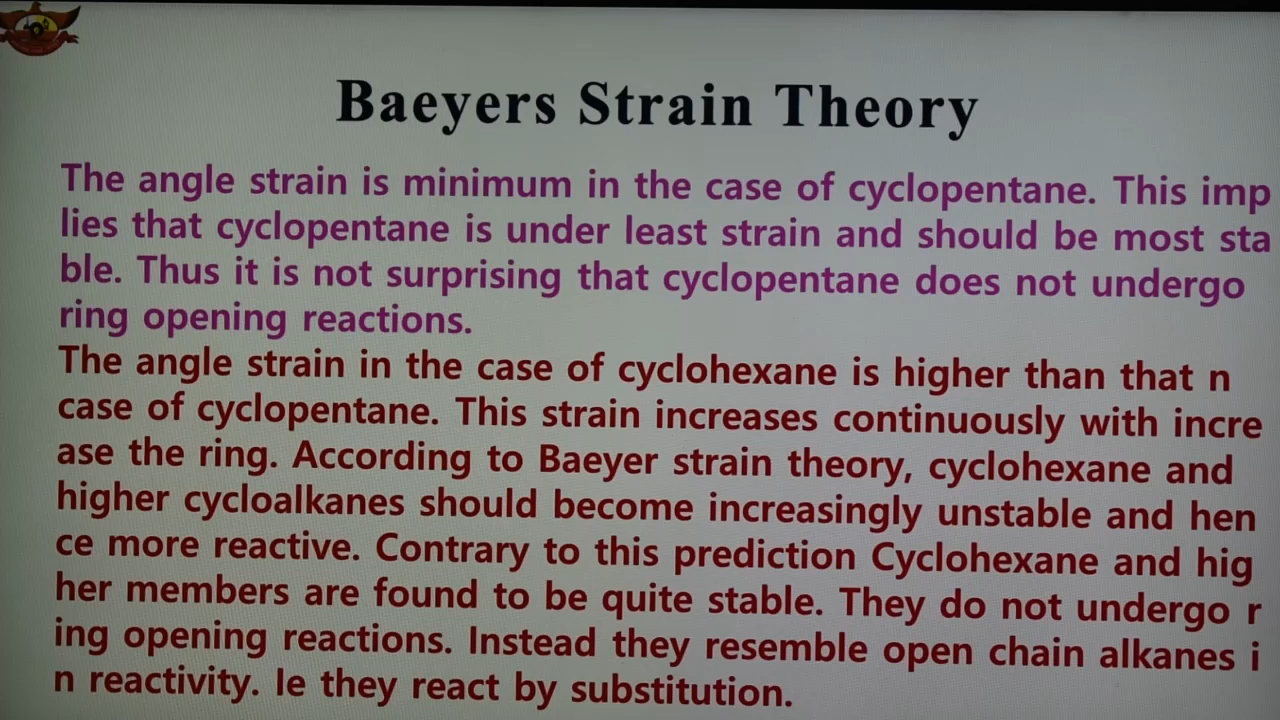 Baeyers Strain Theory
The angle strain is minimum in the case of cyclopentane. This imp
lies that cyclopentane is under least strain and should be most sta
ble. Thus it is not surprising that cyclopentane does not undergo
ring opening reactions.
The angle strain in the case of cyclohexane is higher than that n
case of cyclopentane. This strain increases continuously with incre
ase the ring. According to Baeyer strain theory, cyclohexane and
higher cycloalkanes should become increasingly unstable and hen
ce more reactive. Contrary to this prediction Cyclohexane and hig
her members are found to be quite stable. They do not undergo r
ing opening reactions. Instead they resemble open chain alkanes i
n reactivity. Ie they react by substitution.